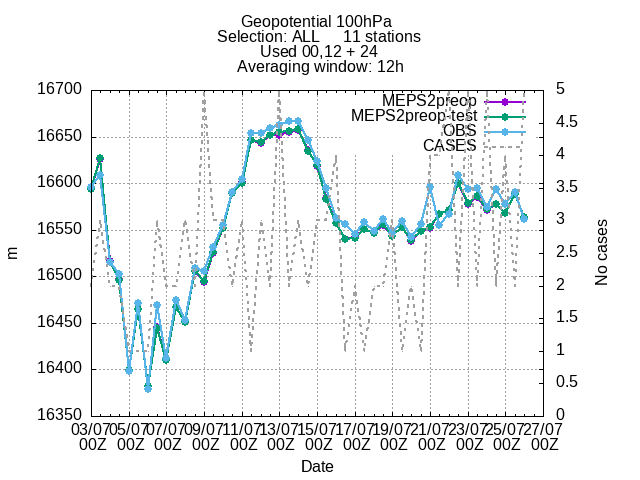 Geopotential 100hPa
Selection: ALL 11 stations
Used 00,12 + 24
Averaging window: 12h
MEPS2preop
MEPS2preop-test
OBS
CASES
16700
16650
16600
16550
16500
16450
16400
16350
m
5
4.5
4
3.5
3
2.5
2
1.5
1
0.5
0
No cases
03/07 05/07 07/07 09/07 11/07 13/07 15/07 17/07 19/07 21/07 23/07 25/07 27/07
00Z 00Z 00Z 00Z 00Z 00Z 00Z 00Z 00Z 00Z 00Z 00Z 00Z
Date